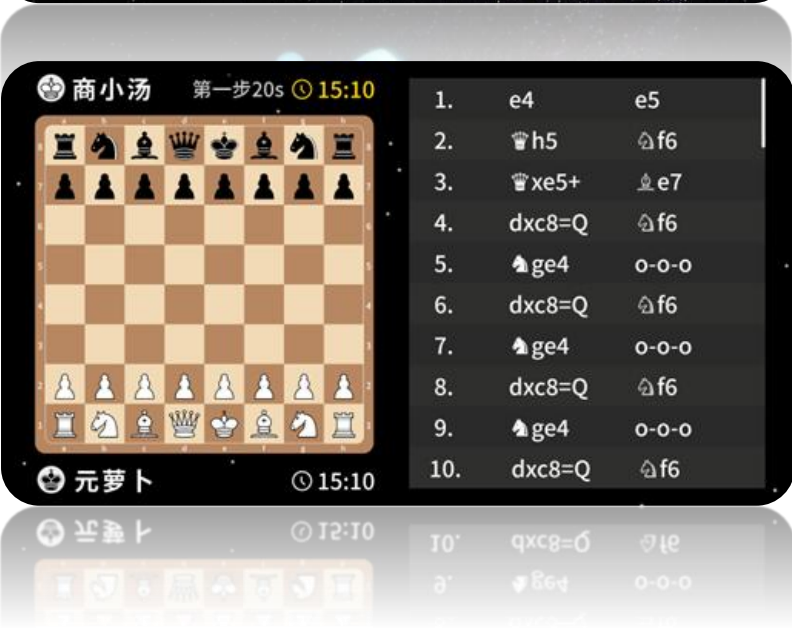 商小汤 第一步20s 15:10
元萝卜 15:10
1. e4 e5
2. ♛h5 ♘f6
3. ♛xe5+ ♗e7
4. dxc8=Q ♘f6
5. ♞ge4 o-o-o
6. dxc8=Q ♘f6
7. ♞ge4 o-o-o
8. dxc8=Q ♘f6
9. ♞ge4 o-o-o
10. dxc8=Q ♘f6